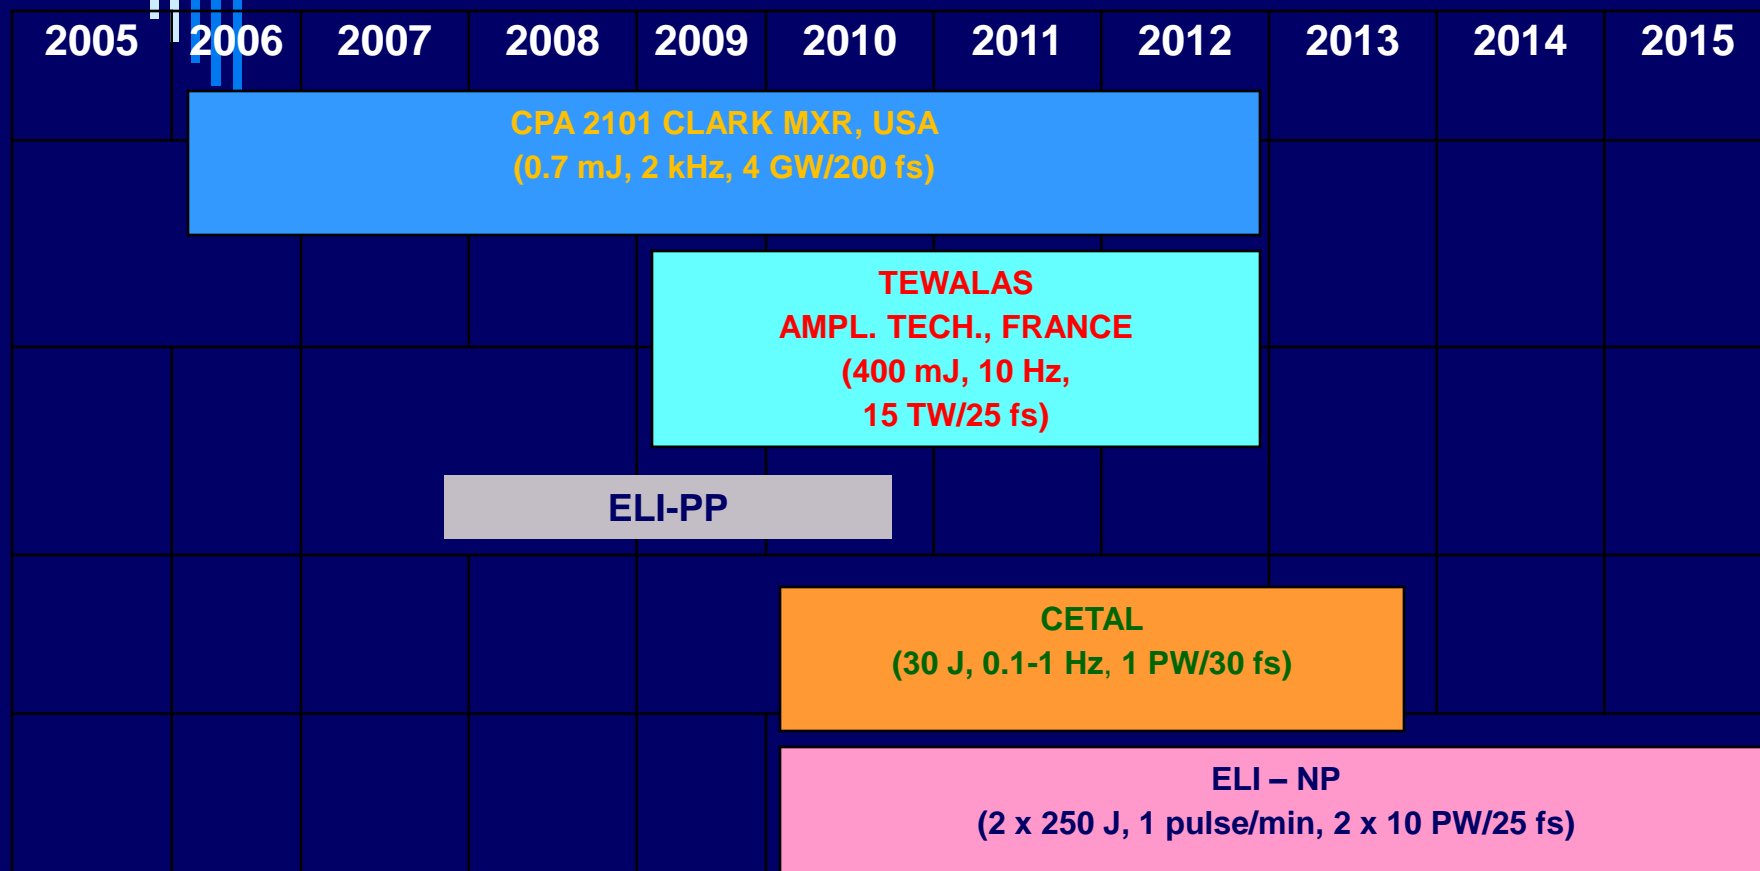 2005 2006 2007 2008 2009 2010 2011 2012 2013 2014 2015
CPA 2101 CLARK MXR, USA
(0.7 mJ, 2 kHz, 4 GW/200 fs)
TEWALAS
AMPL. TECH., FRANCE
(400 mJ, 10 Hz,
15 TW/25 fs)
ELI-PP
CETAL
(30 J, 0.1-1 Hz, 1 PW/30 fs)
ELI – NP
(2 x 250 J, 1 pulse/min, 2 x 10 PW/25 fs)